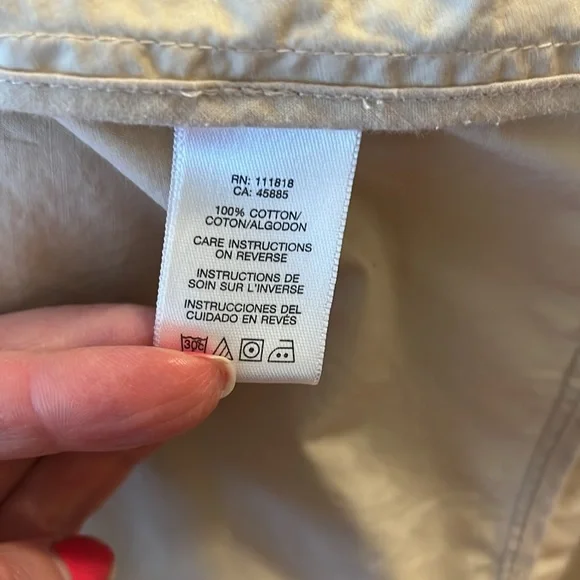 RN: 111818
CA: 45885
100% COTTON/
COTON/ALGODON
CARE INSTRUCTIONS
ON REVERSE
INSTRUCTIONS DE
SOIN SUR L'INVERSE
INSTRUCCIONES DEL
CUIDADO EN REVÉS
30c